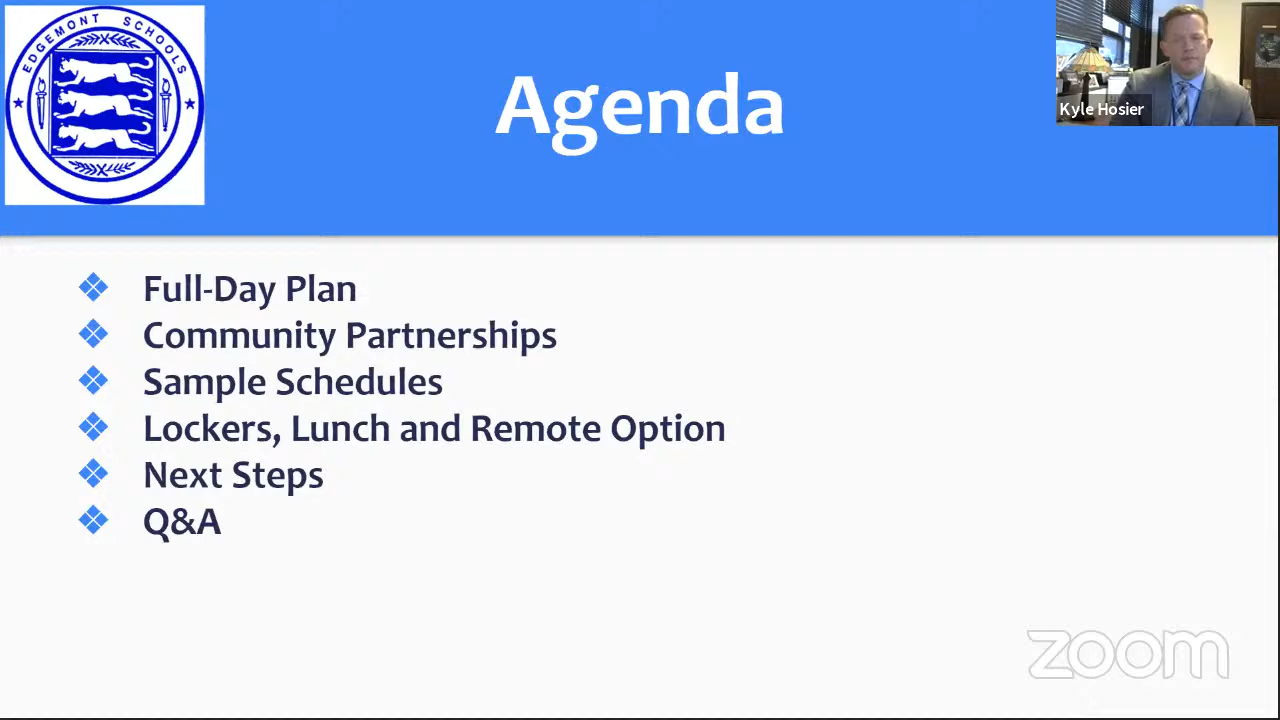 EDGEMONT SCHOOLS
Agenda
Kyle Hosier
Full-Day Plan
Community Partnerships
Sample Schedules
Lockers, Lunch and Remote Option
Next Steps
Q&A
zoom